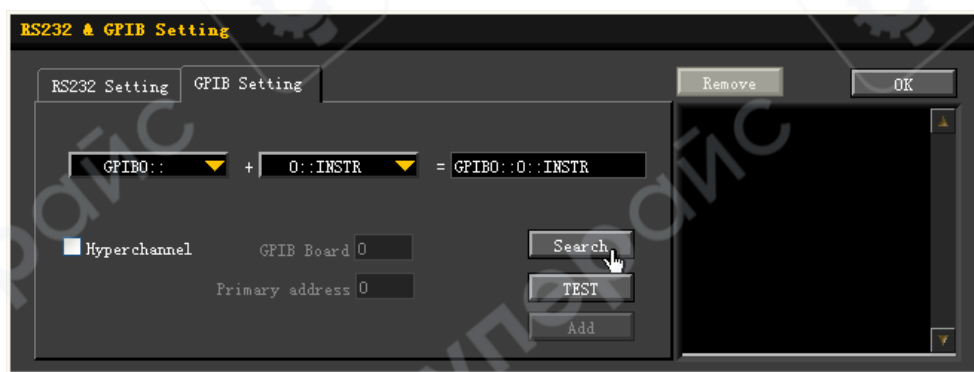 RS232 & GPIB Setting
RS232 Setting GPIB Setting Remove OK
GPIB0:: + 0::INSTR = GPIB0::0::INSTR
Hyperchannel GPIB Board 0 Search
Primary address 0 TEST
Add